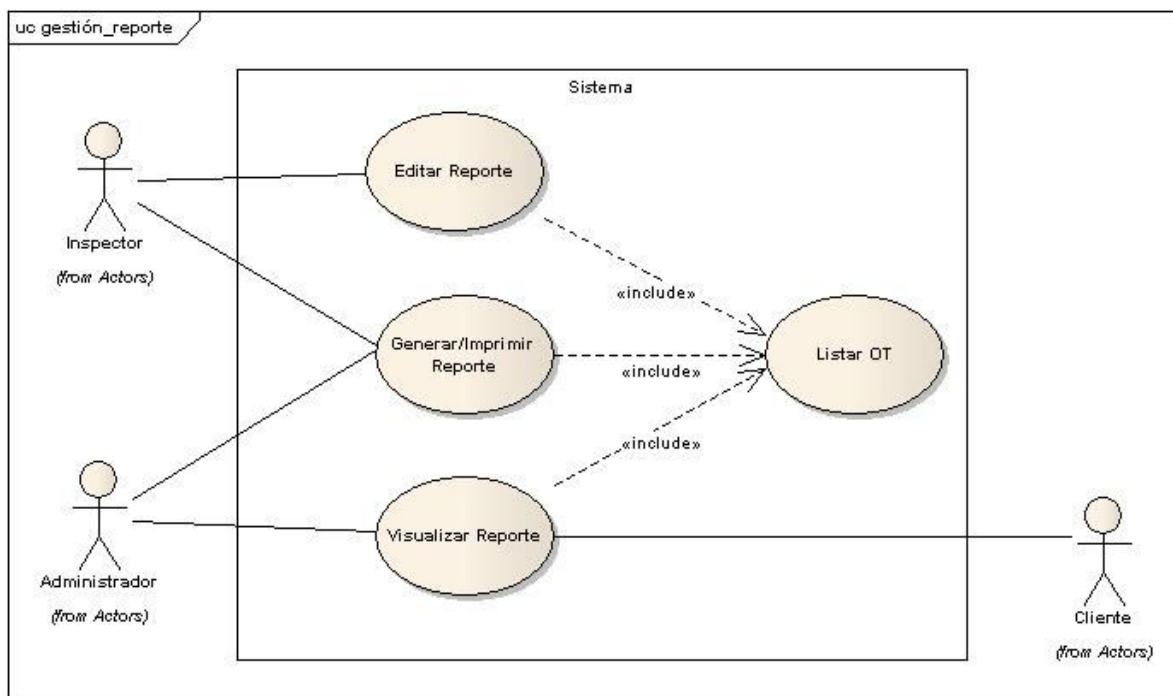 uc gestión_reporte
Sistema
Editar Reporte
Inspector
(from Actors)
«include»
Generar/Imprimir
Reporte
Listar OT
«include»
«include»
Visualizar Reporte
Administrador
(from Actors)
Cliente
(from Actors)